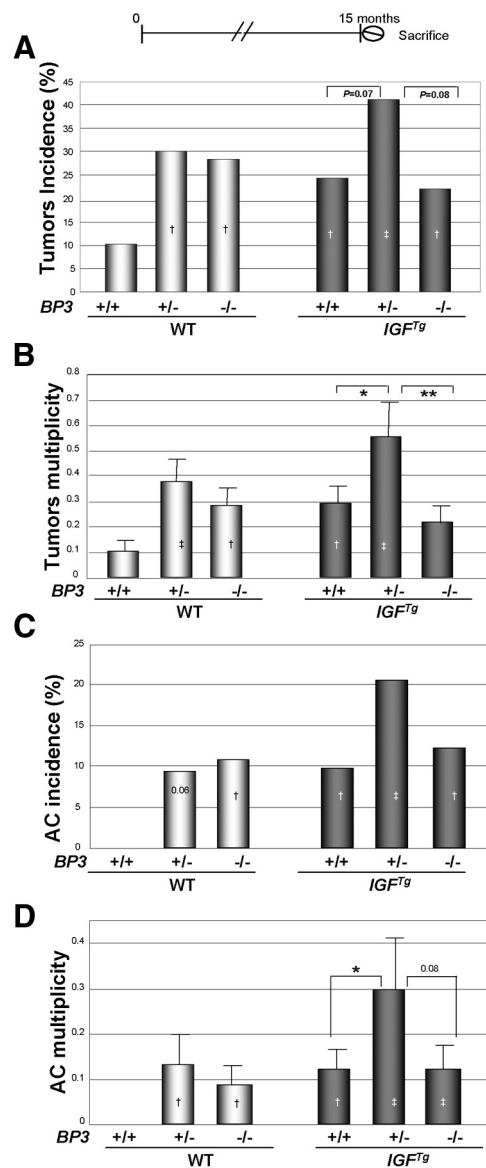 0 15 months
Sacrifice
A
Tumors Incidence (%)
45
40
35
30
25
20
15
10
5
0
P=0.07 P=0.08
† † † ‡ †
BP3 +/+ +/- -/- +/+ +/- -/-
WT IGFTg
B
Tumors multiplicity
0.8
0.7
0.6
0.5
0.4
0.3
0.2
0.1
0
* **
‡ † † ‡
BP3 +/+ +/- -/- +/+ +/- -/-
WT IGFTg
C
AC incidence (%)
25
20
15
10
5
0
0.06 † † ‡ †
BP3 +/+ +/- -/- +/+ +/- -/-
WT IGFTg
D
AC multiplicity
0.4
0.3
0.2
0.1
0
* 0.08
† † † ‡ ‡
BP3 +/+ +/- -/- +/+ +/- -/-
WT IGFTg